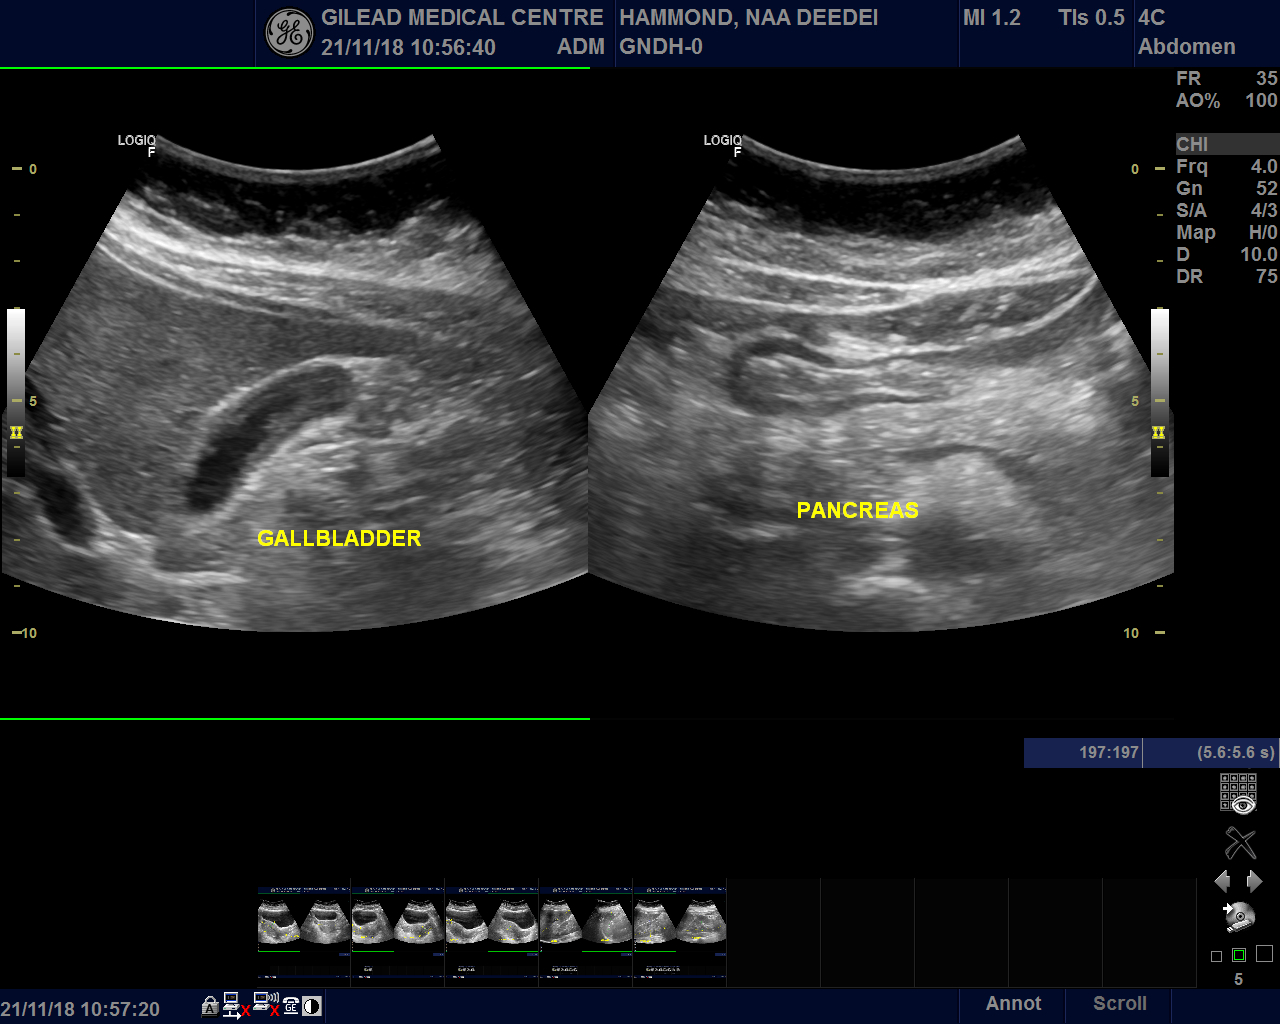 GILEAD MEDICAL CENTRE
21/11/18 10:56:40 ADM
HAMMOND, NAA DEEDEI
GNDH-0
MI 1.2 TIs 0.5
4C
Abdomen
FR 35
AO% 100
CHI
Frq 4.0
Gn 52
S/A 4/3
Map H/0
D 10.0
DR 75
LOGIQ
F
0
5
10
GALLBLADDER
LOGIQ
F
0
5
10
PANCREAS
197:197 (5.6:5.6 s)
5
21/11/18 10:57:20
A
GE
Annot
Scroll